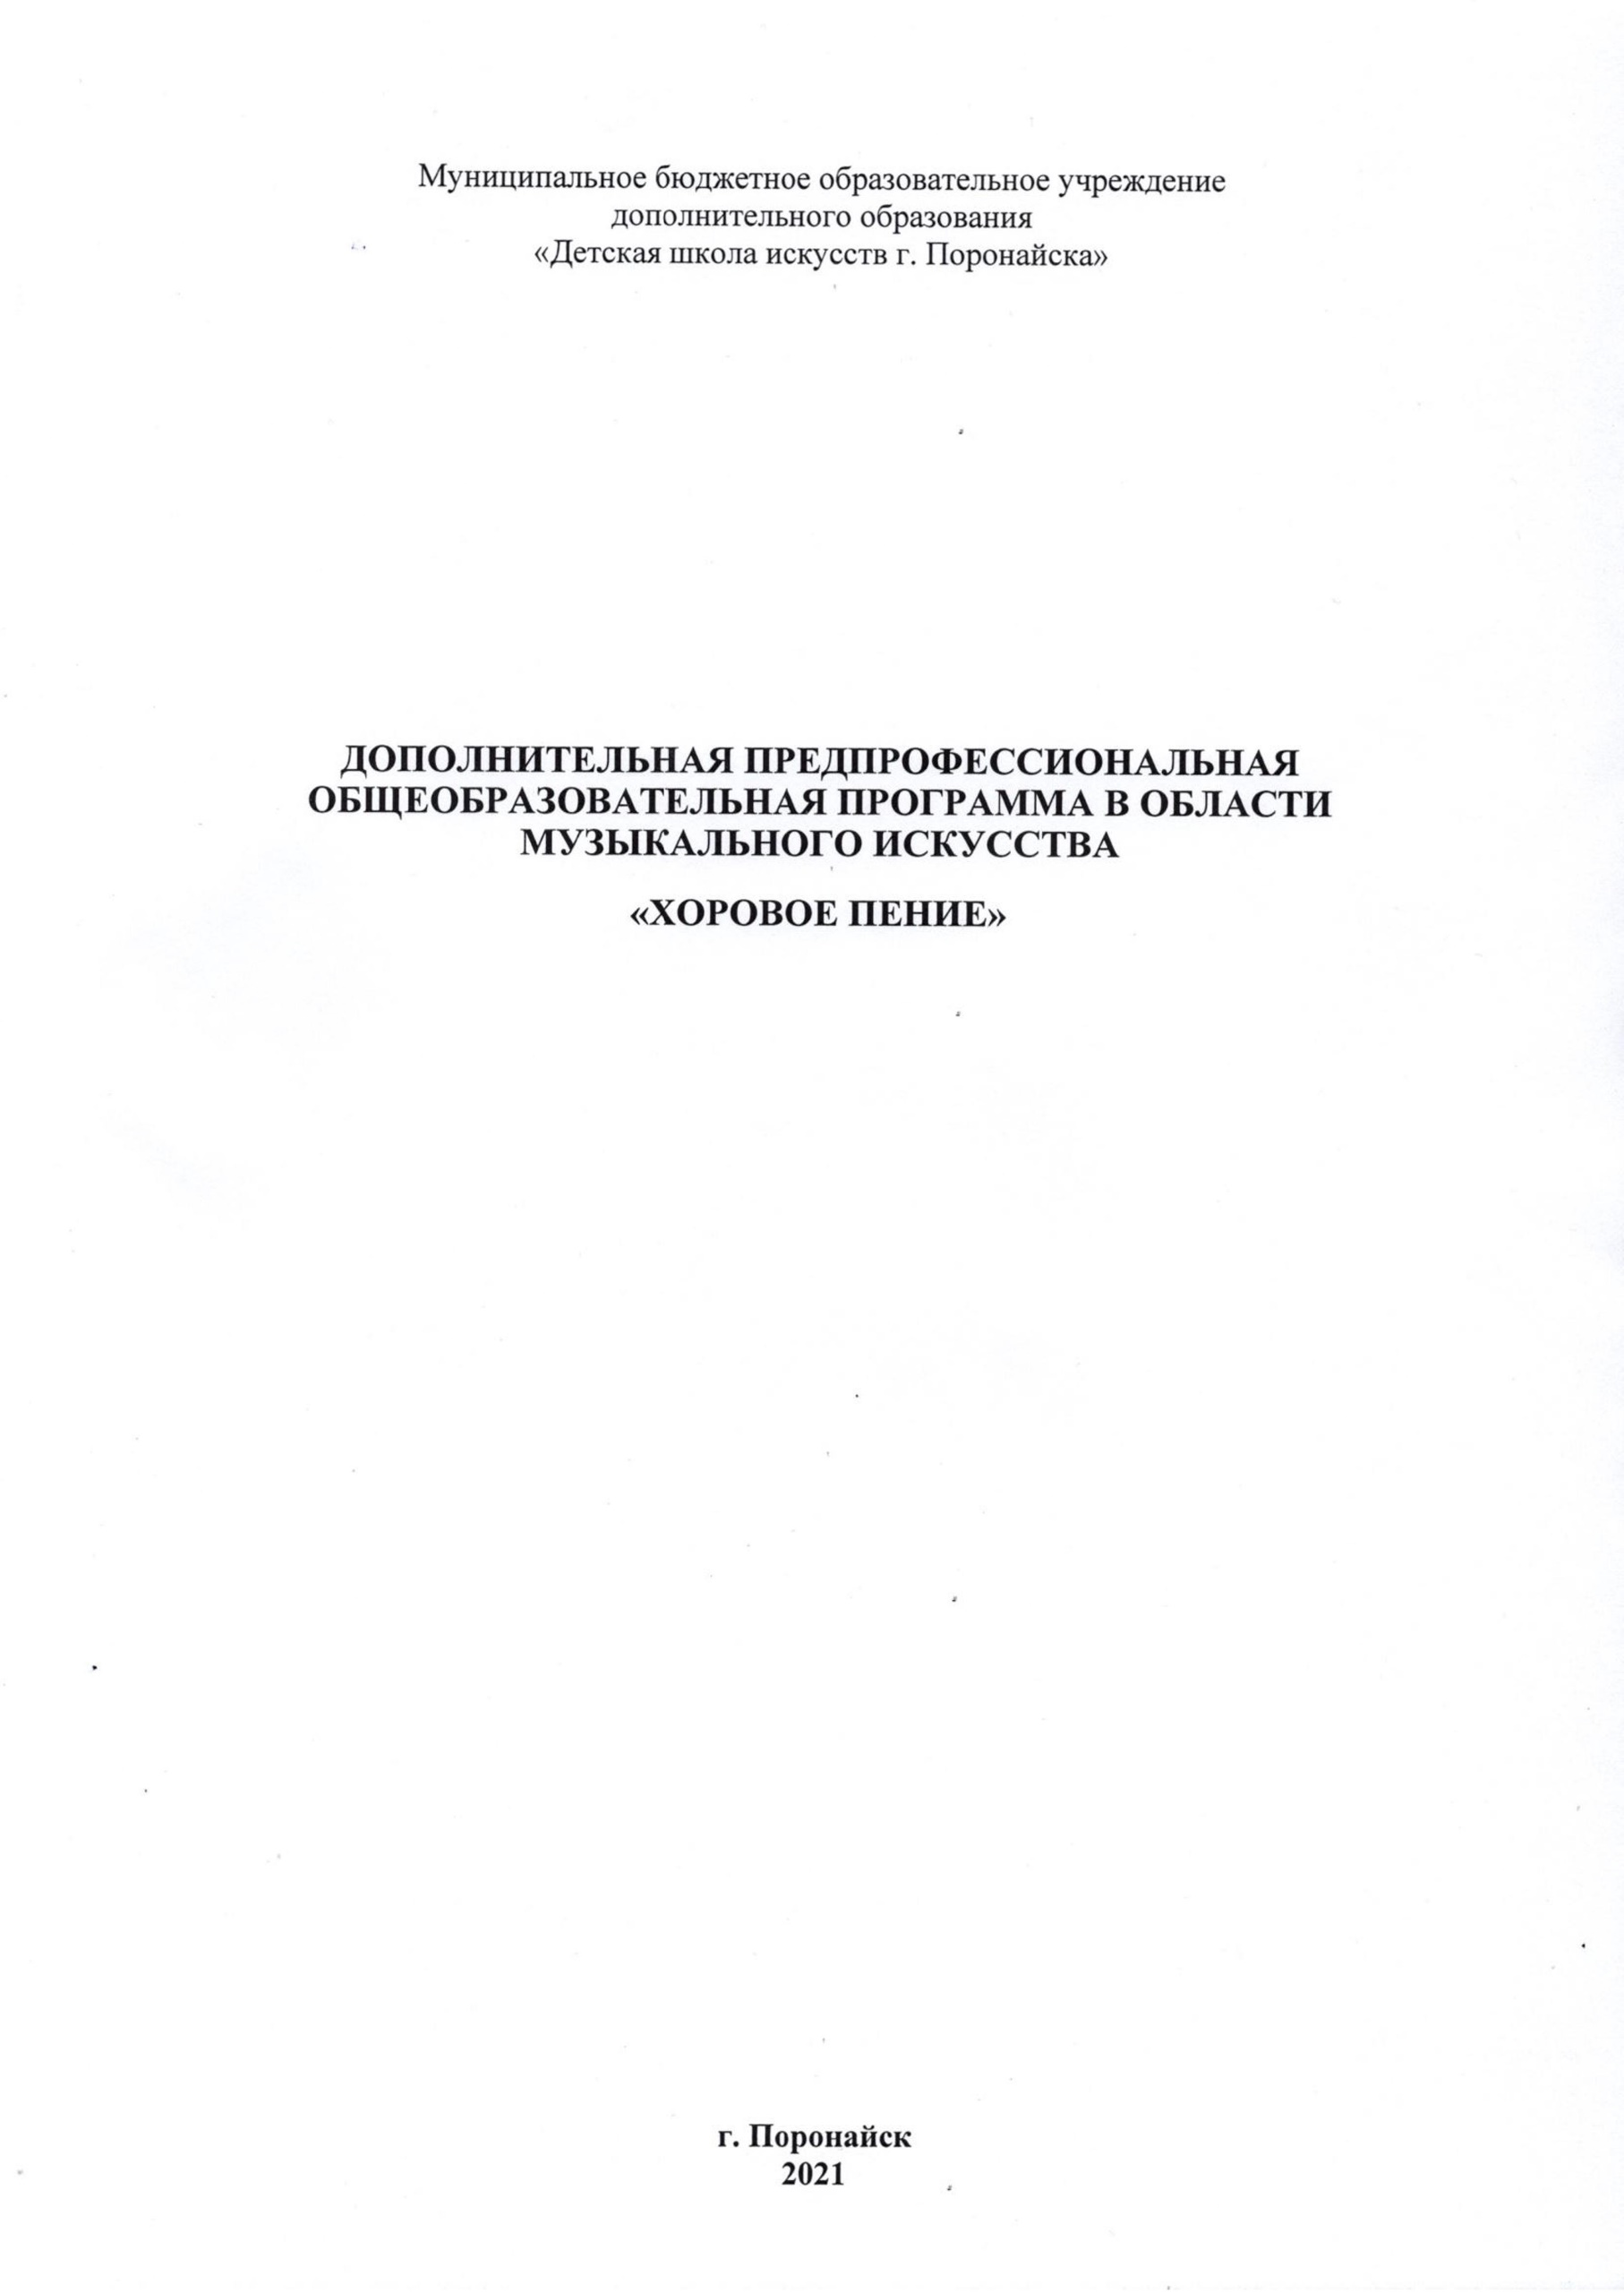 Муниципальное бюджетное образовательное учреждение
дополнительного образования
«Детская школа искусств г. Поронайска»
ДОПОЛНИТЕЛЬНАЯ ПРЕДПРОФЕССИОНАЛЬНАЯ
ОБЩЕОБРАЗОВАТЕЛЬНАЯ ПРОГРАММА В ОБЛАСТИ
МУЗЫКАЛЬНОГО ИСКУССТВА
«ХОРОВОЕ ПЕНИЕ»
г. Поронайск
2021